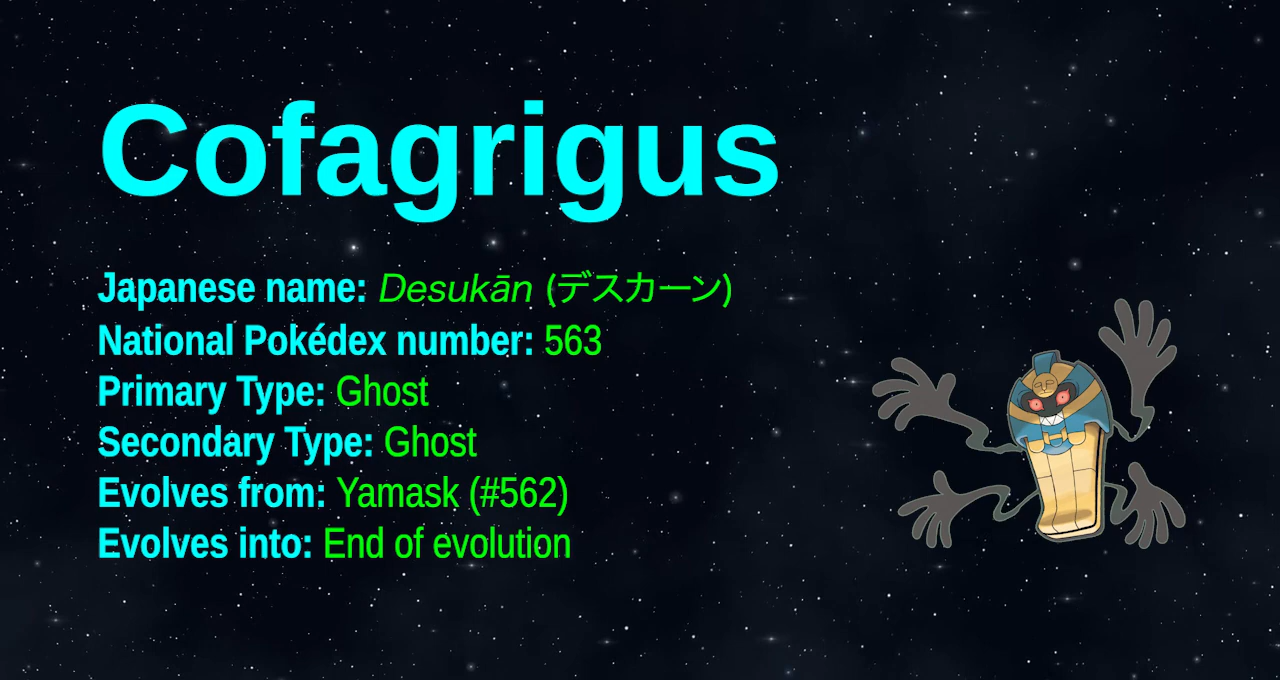 Cofagrigus
Japanese name: Desukān (デスカーン)
National Pokédex number: 563
Primary Type: Ghost
Secondary Type: Ghost
Evolves from: Yamask (#562)
Evolves into: End of evolution